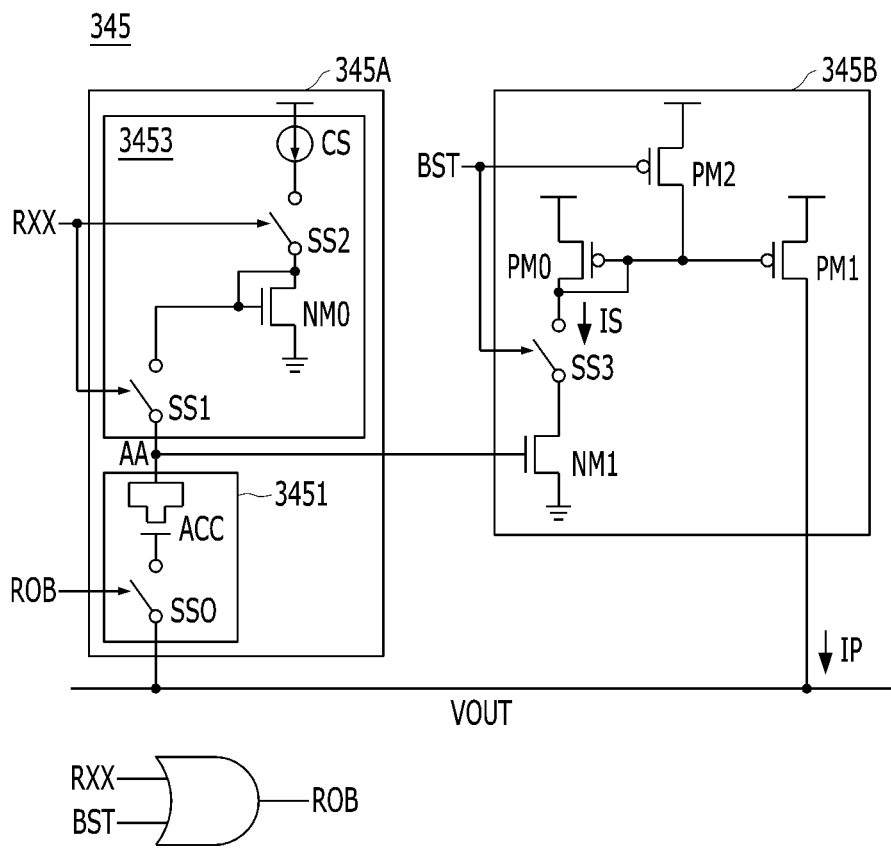 345
345A
345B
3453
CS
BST
PM2
RXX
SS2
PM0
PM1
NM0
IS
SS3
SS1
AA
NM1
3451
ACC
ROB
SSO
IP
VOUT
RXX
ROB
BST